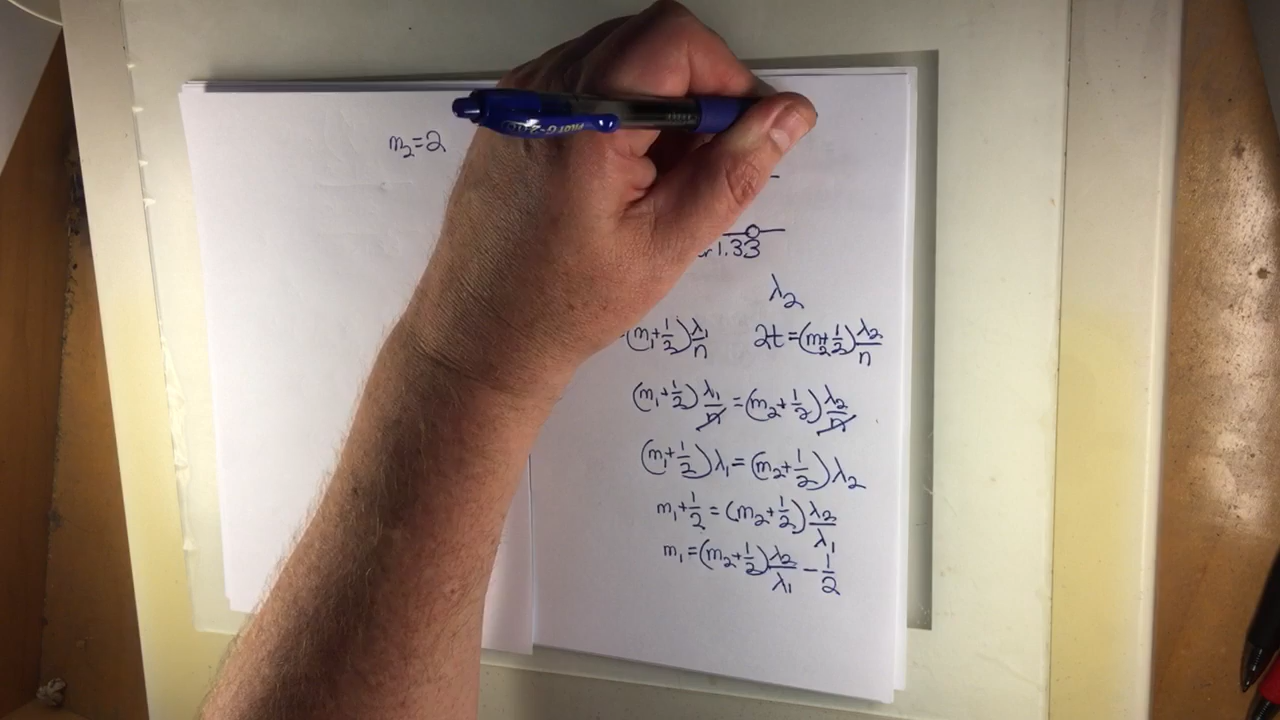 m₂=2
PILOT G-2
1.33
λ₂
(m₁+1/2)λ₁/n    2t=(m₂+1/2)λ₂/n
(m₁+1/2)λ₁/n=(m₂+1/2)λ₂/n
(m₁+1/2)λ₁=(m₂+1/2)λ₂
m₁+1/2=(m₂+1/2)λ₂/λ₁
m₁=(m₂+1/2)λ₂/λ₁-1/2